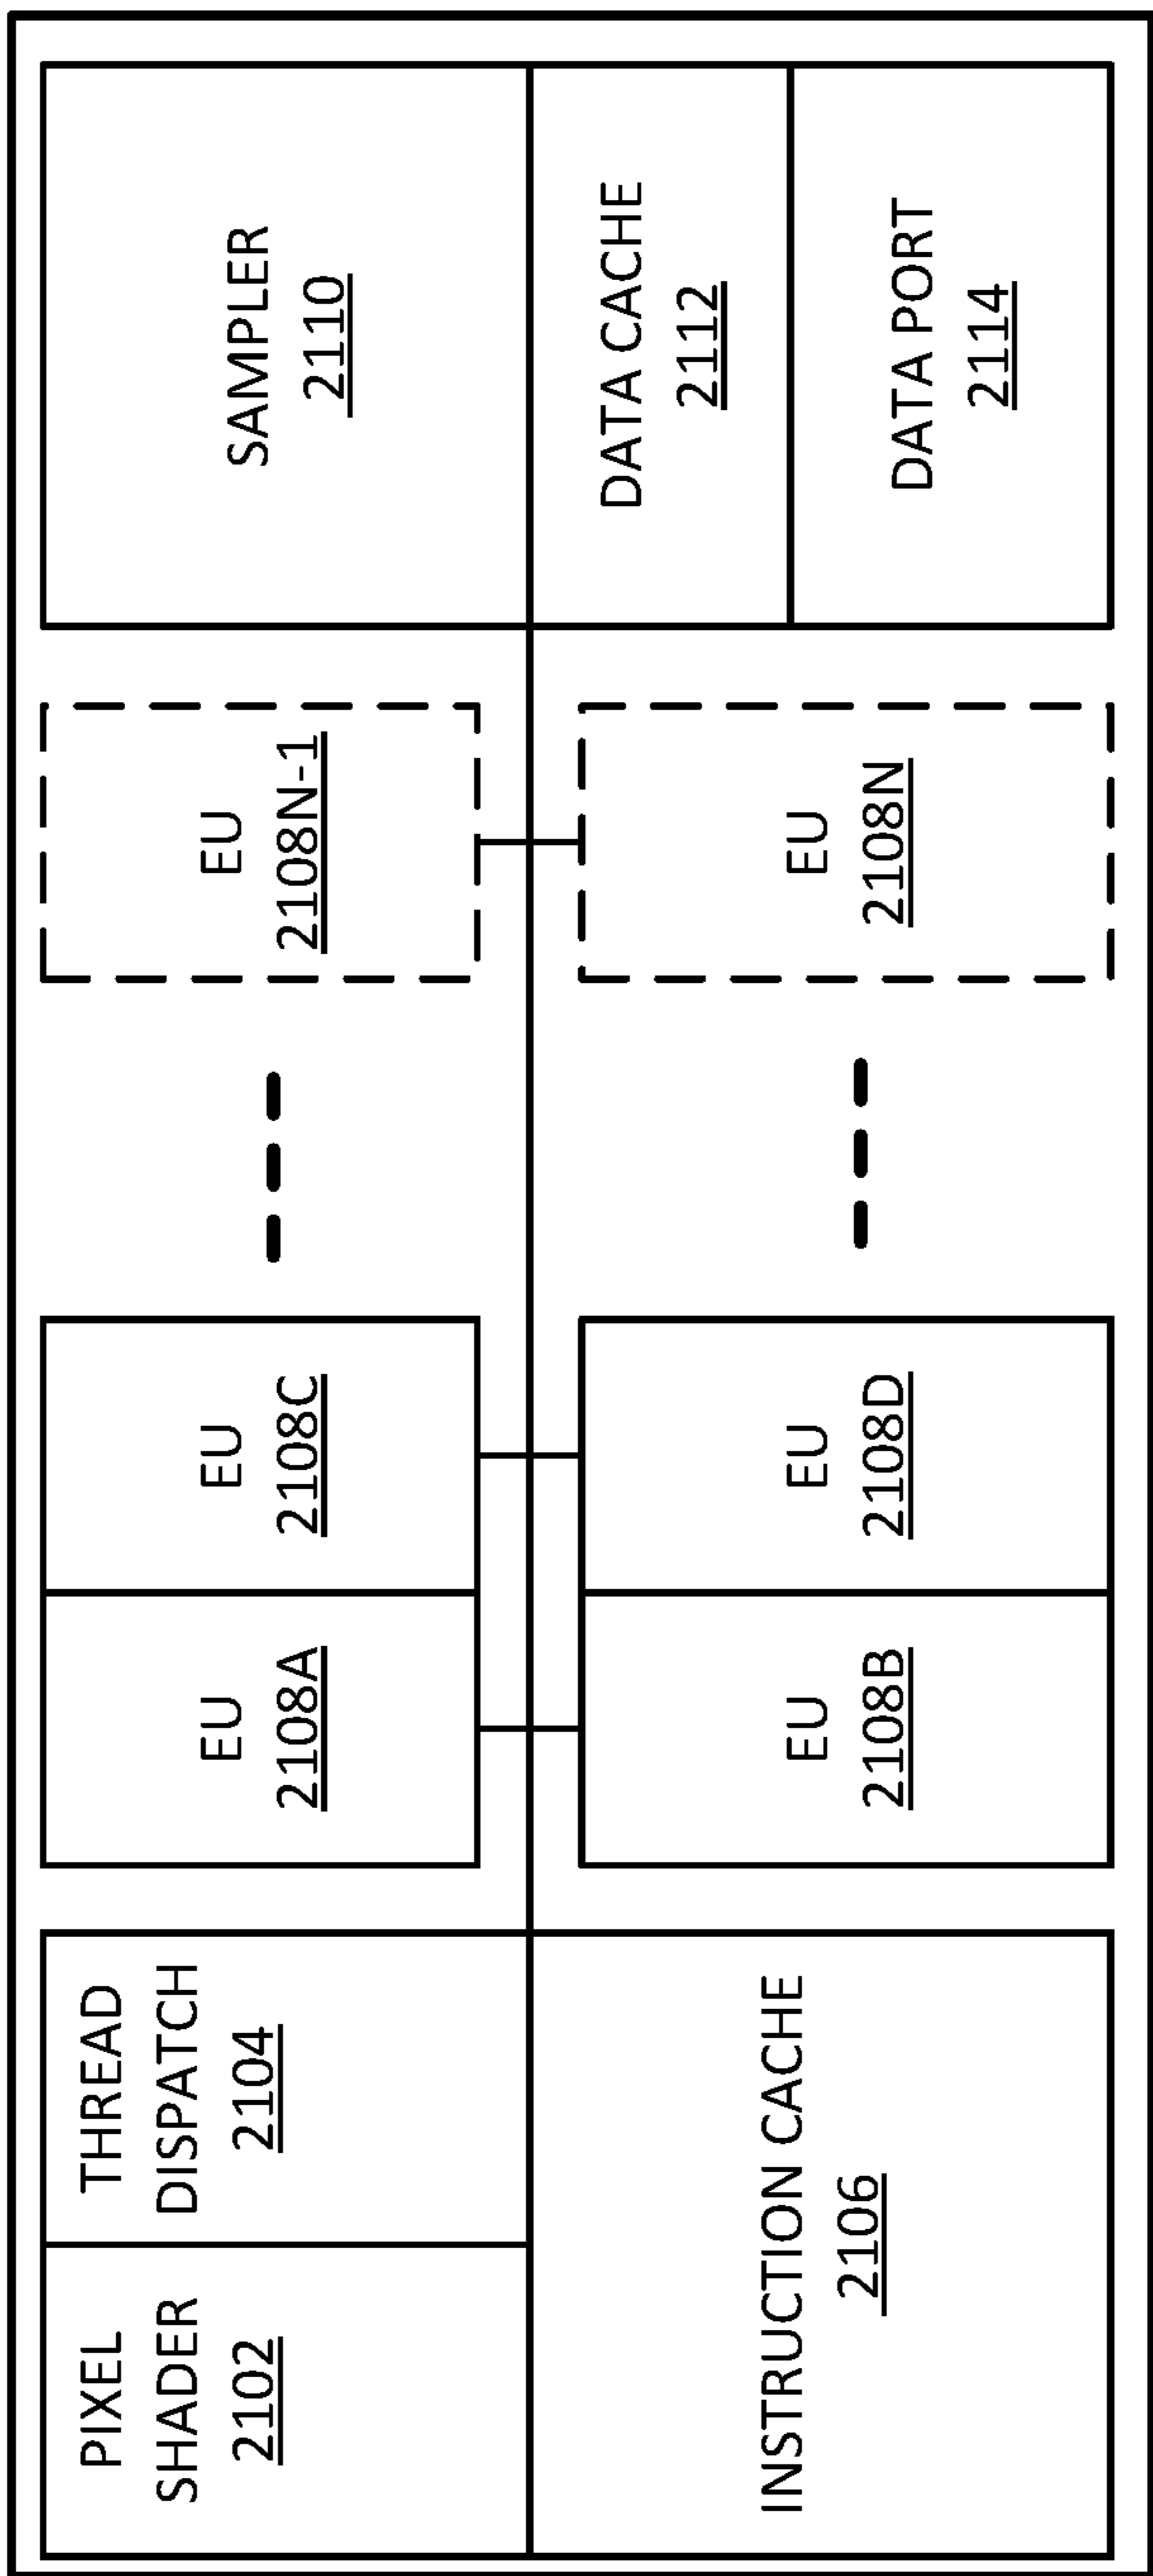 PIXEL
SHADER
2102
THREAD
DISPATCH
2104
INSTRUCTION CACHE
2106
EU
2108A
EU
2108C
EU
2108B
EU
2108D
EU
2108N-1
EU
2108N
SAMPLER
2110
DATA CACHE
2112
DATA PORT
2114